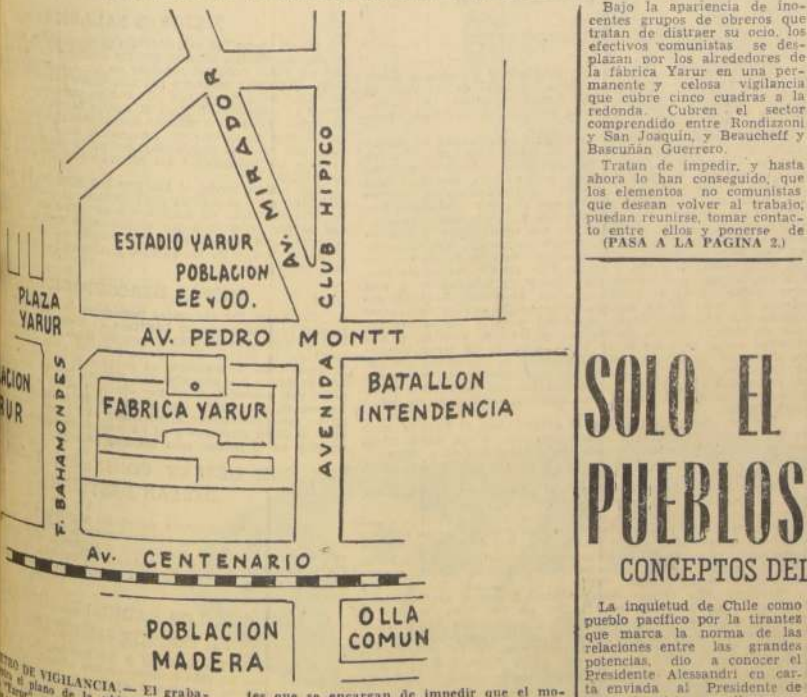 AV. MIRADOR
CLUB HIPICO
ESTADIO YARUR
POBLACION
EE Y OO.
PLAZA
YARUR
AV. PEDRO MONTT
F. BAHAMONDES
FABRICA YARUR
AVENIDA
BATALLON
INTENDENCIA
ACION
RUR
Av. CENTENARIO
POBLACION
MADERA
OLLA
COMUN
TRO DE VIGILANCIA.— El graba-
el plano de la
"Yarur"
tes que se encargan de impedir que el mo-
Bajo la apariencia de ino-
centes grupos de obreros que
tratan de distraer su ocio, los
efectivos comunistas se des-
plazan por los alrededores de
la fábrica Yarur en una per-
manente y celosa vigilancia
que cubre cinco cuadras a la
redonda. Cubren el sector
comprendido entre Rondizzoni
y San Joaquín, y Beaucheff y
Bascuñán Guerrero.
Tratan de impedir, y hasta
ahora lo han conseguido, que
los elementos no comunistas
que desean volver al trabajo,
puedan reunirse, tomar contac-
to entre ellos y ponerse de
(PASA A LA PAGINA 2.)
SOLO EL
PUEBLOS
CONCEPTOS DEL
La inquietud de Chile como
pueblo pacífico por la tirantez
que marca la norma de las
relaciones entre las grandes
potencias, dio a conocer el
Presidente Alessandri en car-
ta enviada al Presidente de